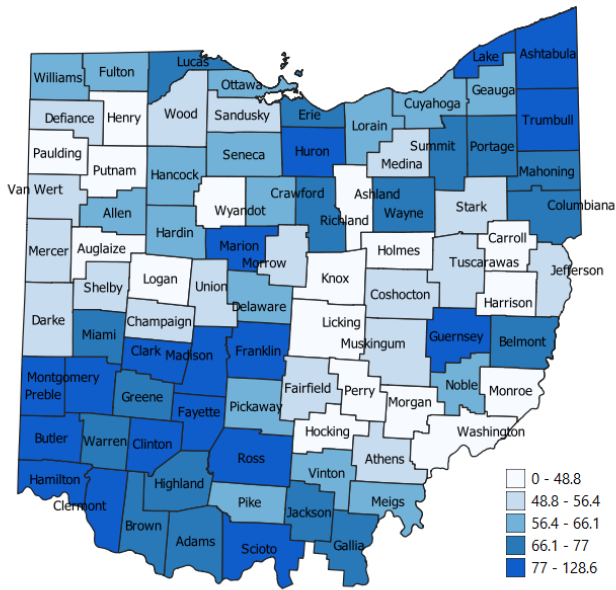 Lake
Ashtabula
Lucas
Williams
Fulton
Ottawa
Geauga
Cuyahoga
Wood
Sandusky
Erie
Defiance
Henry
Lorain
Trumbull
Huron
Summit
Portage
Paulding
Seneca
Medina
Putnam
Hancock
Mahoning
Van Wert
Crawford
Ashland
Wyandot
Wayne
Stark
Columbiana
Allen
Richland
Hardin
Marion
Carroll
Mercer
Auglaize
Holmes
Morrow
Tuscarawas
Jefferson
Logan
Knox
Shelby
Union
Coshocton
Harrison
Delaware
Darke
Champaign
Licking
Miami
Guernsey
Belmont
Muskingum
Clark
Madison
Franklin
Montgomery
Noble
Fairfield
Perry
Monroe
Preble
Greene
Morgan
Pickaway
Fayette
Hocking
Washington
Butler
Warren
Clinton
Ross
Athens
Vinton
Hamilton
Highland
Clermont
Pike
Meigs
Jackson
Brown
Adams
Scioto
Gallia
0 - 48.8
48.8 - 56.4
56.4 - 66.1
66.1 - 77
77 - 128.6